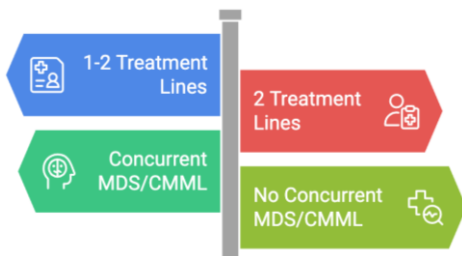 1-2 Treatment
Lines
2 Treatment
Lines
Concurrent
MDS/CMML
No Concurrent
MDS/CMML